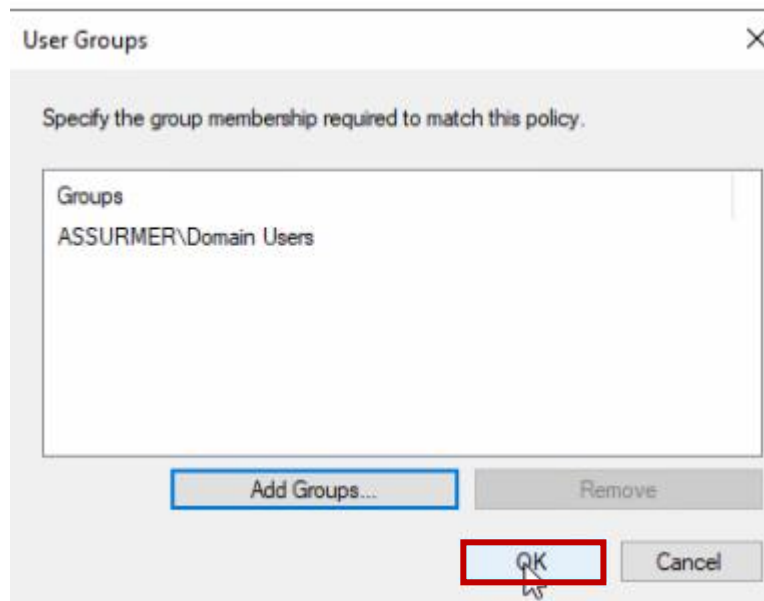 User Groups
Specify the group membership required to match this policy.
Groups
ASSURMER\Domain Users
Add Groups... Remove
OK Cancel